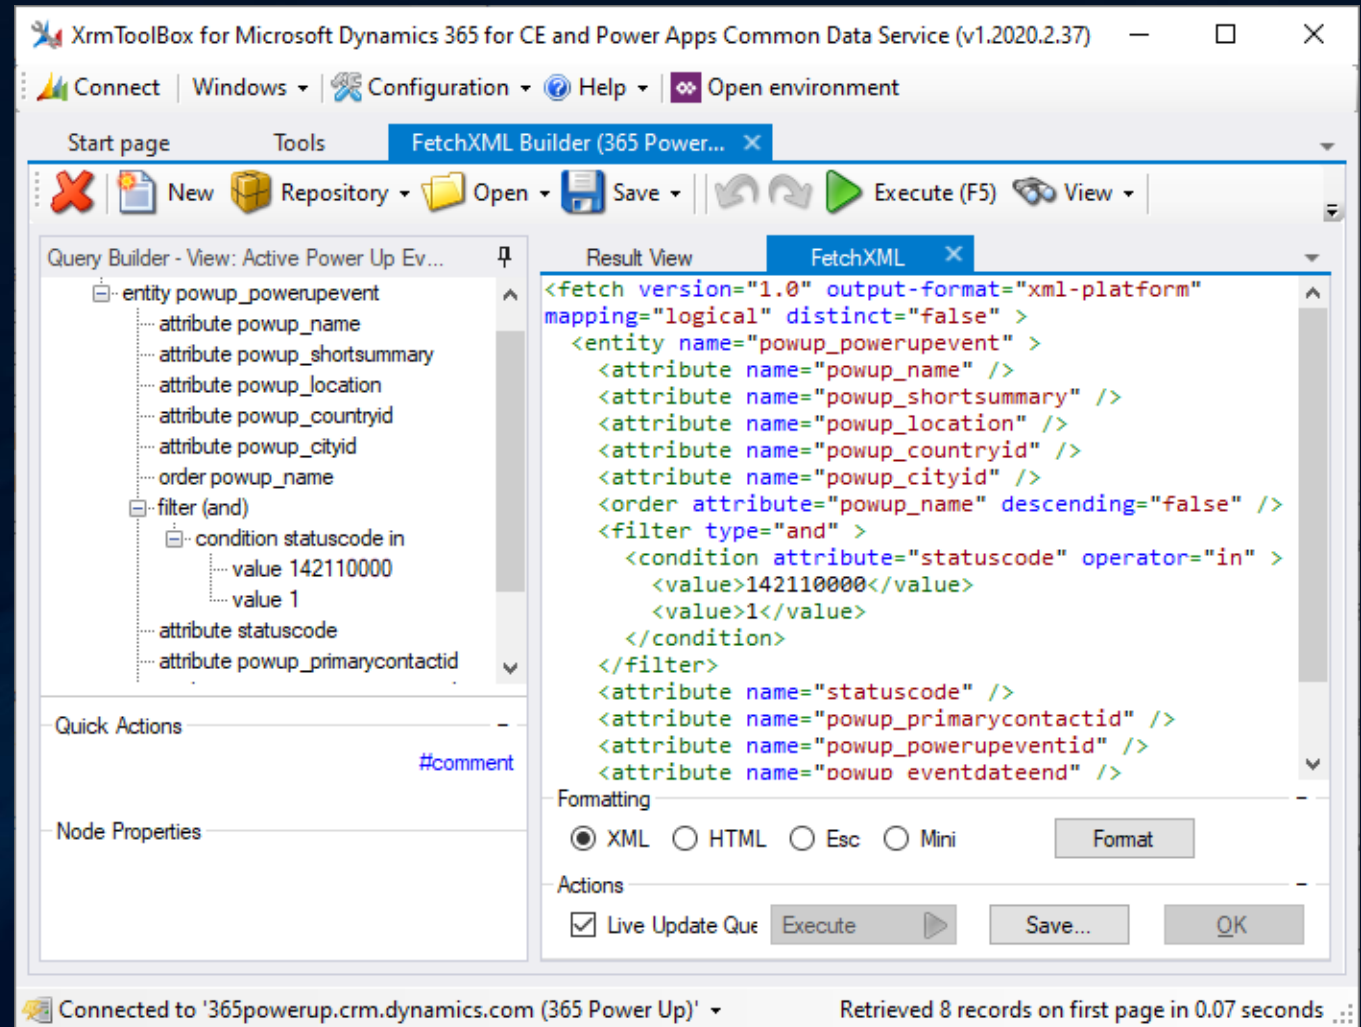 XrmToolBox for Microsoft Dynamics 365 for CE and Power Apps Common Data Service (v1.2020.2.37)
Connect Windows Configuration Help Open environment
Start page Tools FetchXML Builder (365 Power...
New Repository Open Save Execute (F5) View
Query Builder - View: Active Power Up Ev...
entity powup_powerupevent
attribute powup_name
attribute powup_shortsummary
attribute powup_location
attribute powup_countryid
attribute powup_cityid
order powup_name
filter (and)
condition statuscode in
value 142110000
value 1
attribute statuscode
attribute powup_primarycontactid
Quick Actions
#comment
Node Properties
Result View FetchXML
<fetch version="1.0" output-format="xml-platform"
mapping="logical" distinct="false" >
<entity name="powup_powerupevent" >
<attribute name="powup_name" />
<attribute name="powup_shortsummary" />
<attribute name="powup_location" />
<attribute name="powup_countryid" />
<attribute name="powup_cityid" />
<order attribute="powup_name" descending="false" />
<filter type="and" >
<condition attribute="statuscode" operator="in" >
<value>142110000</value>
<value>1</value>
</condition>
</filter>
<attribute name="statuscode" />
<attribute name="powup_primarycontactid" />
<attribute name="powup_powerupeventid" />
<attribute name="powup_eventdateend" />
Formatting
XML HTML Esc Mini Format
Actions
Live Update Que Execute Save... OK
Connected to '365powerup.crm.dynamics.com (365 Power Up)' Retrieved 8 records on first page in 0.07 seconds